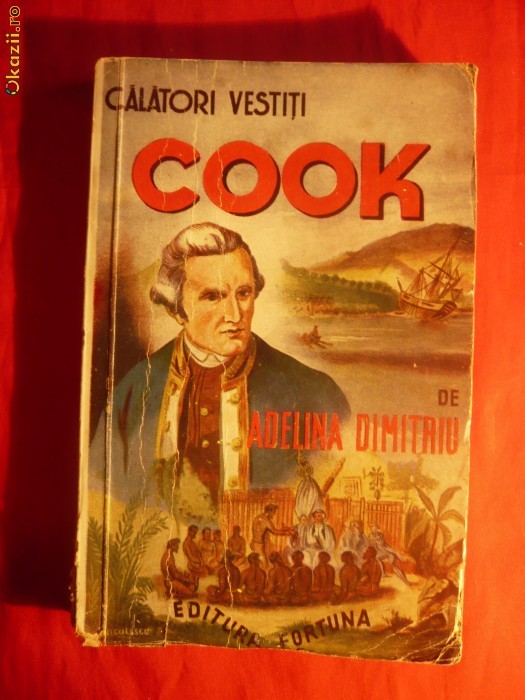 Okazii.ro
CĂLĂTORI VESTIȚI
COOK
DE
ADELINA DIMITRIU
EDITURA FORTUNA